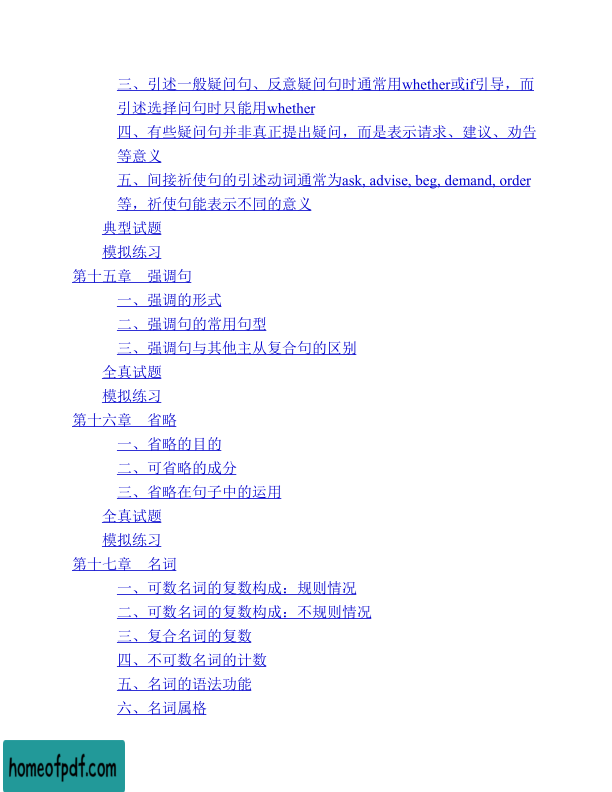 三、引述一般疑问句、反意疑问句时通常用whether或if引导，而
引述选择问句时只能用whether
四、有些疑问句并非真正提出疑问，而是表示请求、建议、劝告
等意义
五、间接祈使句的引述动词通常为ask, advise, beg, demand, order
等，祈使句能表示不同的意义
典型试题
模拟练习
第十五章　强调句
一、强调的形式
二、强调句的常用句型
三、强调句与其他主从复合句的区别
全真试题
模拟练习
第十六章　省略
一、省略的目的
二、可省略的成分
三、省略在句子中的运用
全真试题
模拟练习
第十七章　名词
一、可数名词的复数构成：规则情况
二、可数名词的复数构成：不规则情况
三、复合名词的复数
四、不可数名词的计数
五、名词的语法功能
六、名词属格
homeofpdf.com